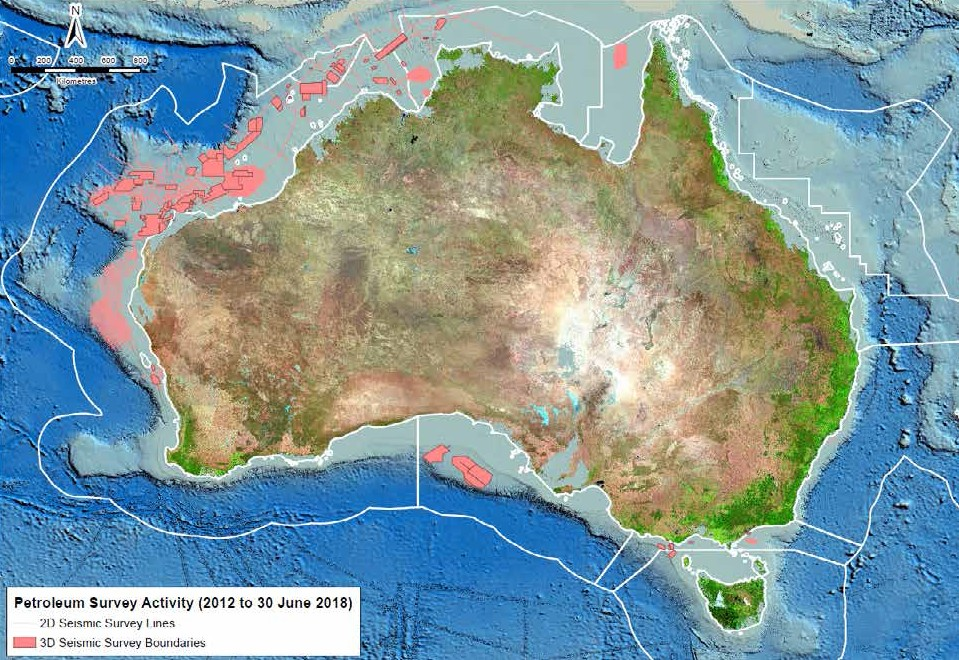 N
0 200 400 600 800
Kilometres
Petroleum Survey Activity (2012 to 30 June 2018)
2D Seismic Survey Lines
3D Seismic Survey Boundaries